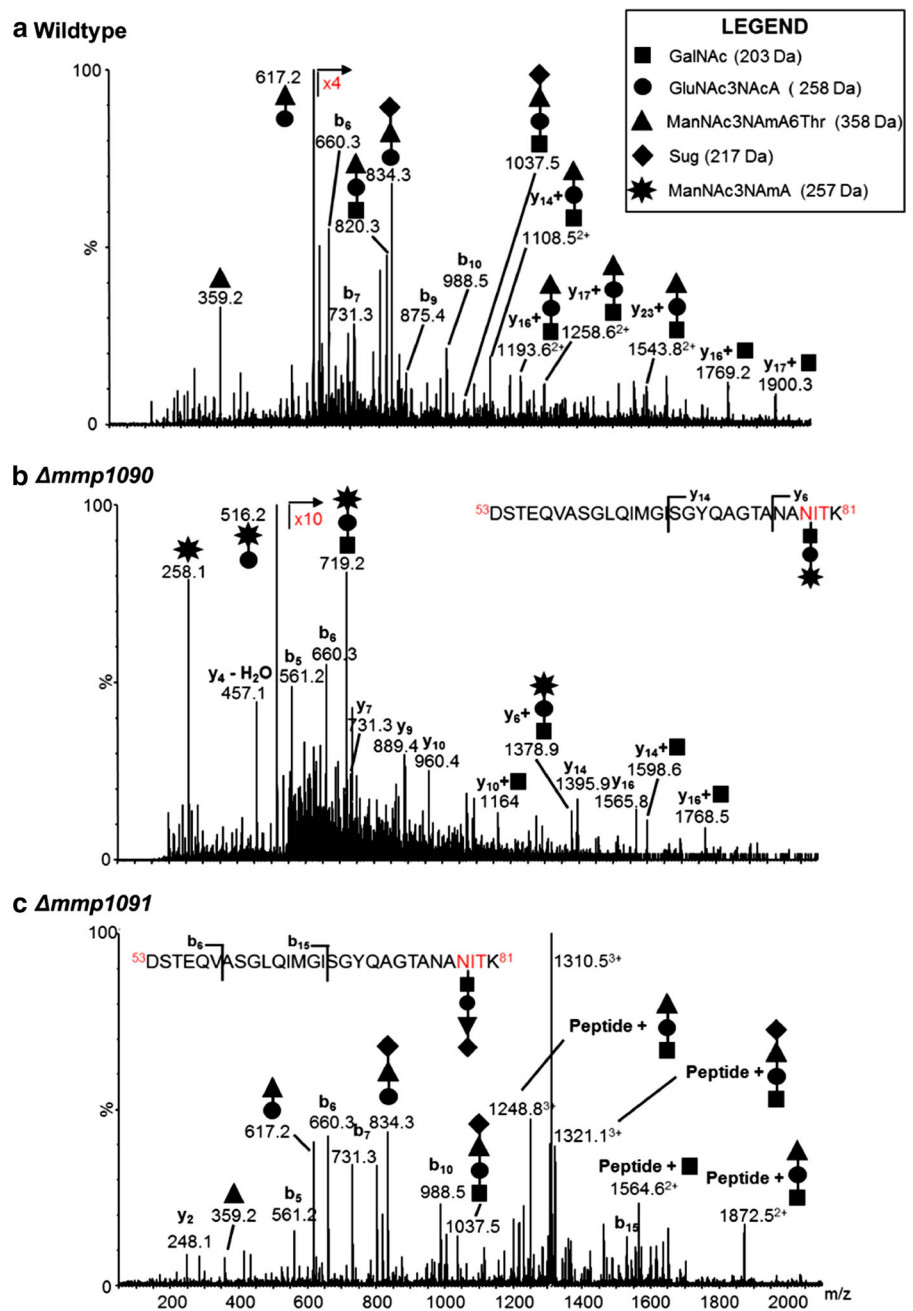 a Wildtype
LEGEND
GalNAc (203 Da)
GluNAc3NAcA ( 258 Da)
ManNAc3NAmA6Thr (358 Da)
Sug (217 Da)
ManNAc3NAmA (257 Da)
100
%
0
x4
359.2
617.2
b6
660.3
b7
731.3
820.3
834.3
b9
875.4
b10
988.5
1037.5
y14+
1108.5²⁺
y16+
1193.6²⁺
y17+
1258.6²⁺
y23+
1543.8²⁺
y16+
1769.2
y17+
1900.3
b Δmmp1090
100
%
0
x10
258.1
516.2
719.2
y14
y6
⁵³DSTEQVASGLQIMGISGYQAGTANANITK⁸¹
y4 - H2O
457.1
b5
561.2
b6
660.3
y7
731.3
y9
889.4
y10
960.4
y10+
1164
y6+
1378.9
y14
1395.9
y16
1565.8
y14+
1598.6
y16+
1768.5
c Δmmp1091
100
%
0
b6
b15
⁵³DSTEQVASGLQIMGISGYQAGTANANITK⁸¹
1310.5³⁺
Peptide +
1248.8³⁺
Peptide +
1321.1³⁺
Peptide +
1564.6²⁺
Peptide +
1872.5²⁺
y2
248.1
359.2
b5
561.2
617.2
b6
660.3
b7
731.3
834.3
b10
988.5
1037.5
b15
200 400 600 800 1000 1200 1400 1600 1800 2000 m/z